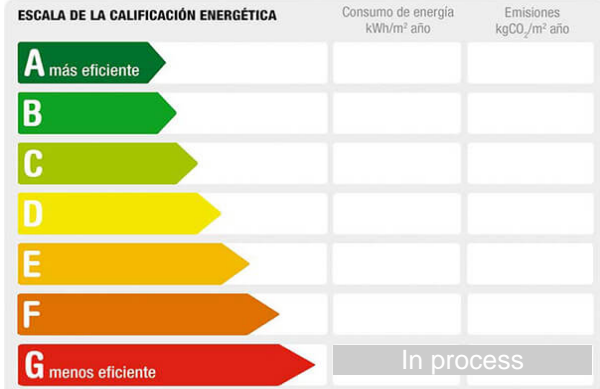 ESCALA DE LA CALIFICACIÓN ENERGÉTICA
Consumo de energía
kWh/m² año
Emisiones
kgCO₂/m² año
A más eficiente
B
C
D
E
F
G menos eficiente
In process